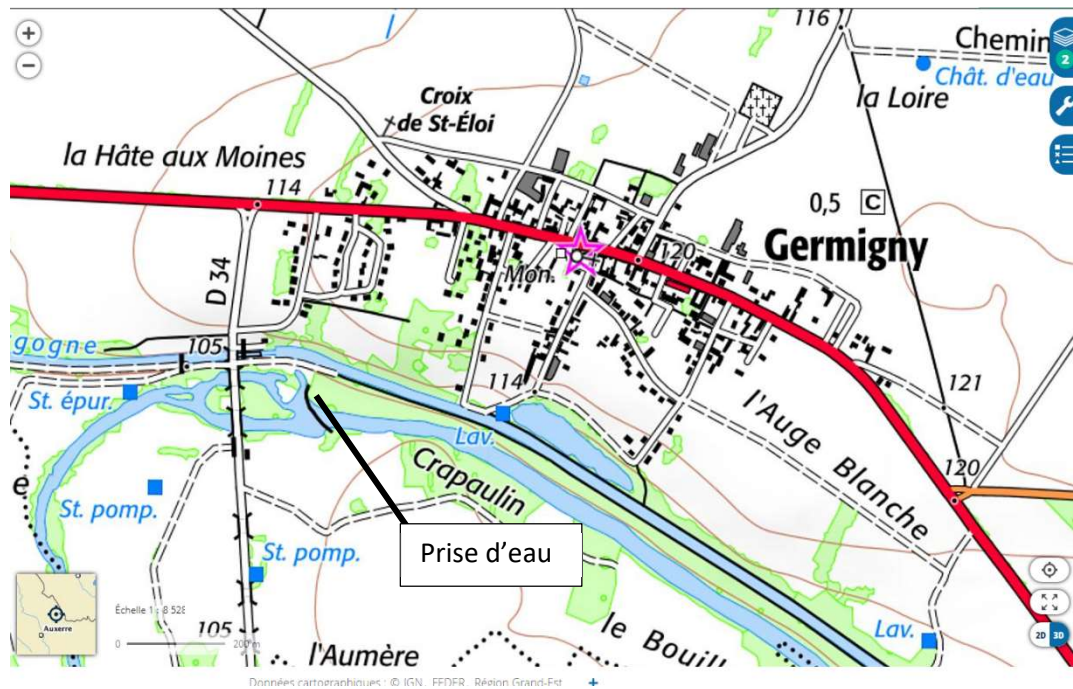 116
Chemin
2
Chât. d'eau
la Loire
Croix
de St-Éloi
la Hâte aux Moines
114
0,5 C
Germigny
120
Mon.
D 34
gogne
105
St. épur.
114
Lav.
121
l'Auge Blanche
Crapaulin
120
e
St. pomp.
Prise d'eau
St. pomp.
Auxerre
Échelle 1 : 8 528
0 200 m
105
l'Aumère
le Bouill
Lav.
2D 3D
Données cartographiques : © IGN, FEDER, Région Grand-Est